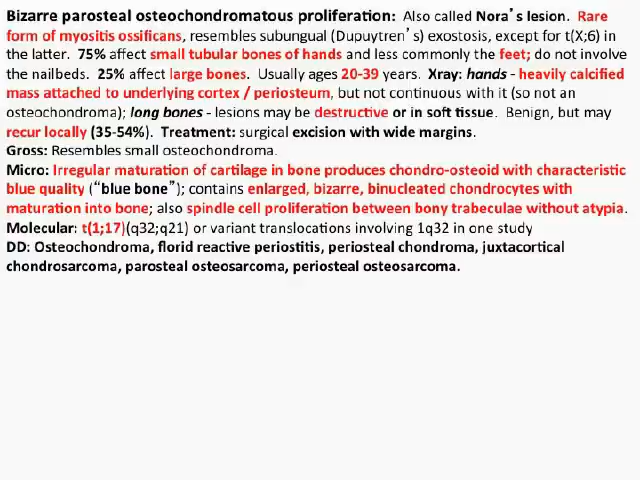 Bizarre parosteal osteochondromatous proliferation: Also called Nora's lesion. Rare
form of myositis ossificans, resembles subungual (Dupuytren's) exostosis, except for t(X;6) in
the latter. 75% affect small tubular bones of hands and less commonly the feet; do not involve
the nailbeds. 25% affect large bones. Usually ages 20-39 years. Xray: hands - heavily calcified
mass attached to underlying cortex / periosteum, but not continuous with it (so not an
osteochondroma); long bones - lesions may be destructive or in soft tissue. Benign, but may
recur locally (35-54%). Treatment: surgical excision with wide margins.
Gross: Resembles small osteochondroma.
Micro: Irregular maturation of cartilage in bone produces chondro-osteoid with characteristic
blue quality (“blue bone”); contains enlarged, bizarre, binucleated chondrocytes with
maturation into bone; also spindle cell proliferation between bony trabeculae without atypia.
Molecular: t(1;17)(q32;q21) or variant translocations involving 1q32 in one study
DD: Osteochondroma, florid reactive periostitis, periosteal chondroma, juxtacortical
chondrosarcoma, parosteal osteosarcoma, periosteal osteosarcoma.